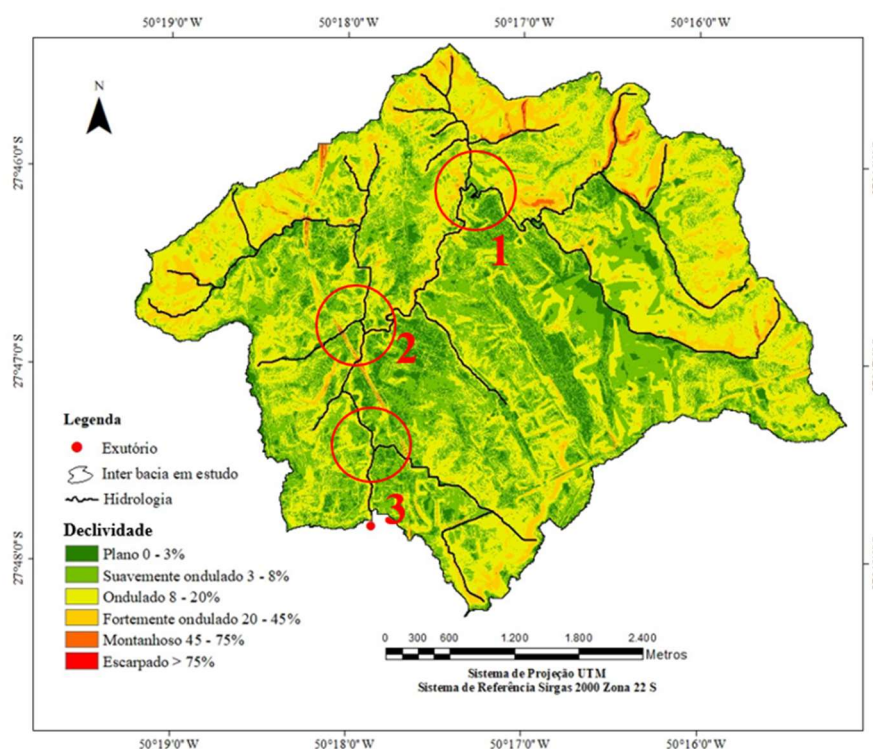 50°19'0"W 50°18'0"W 50°17'0"W 50°16'0"W
N
27°46'0"S
1
27°47'0"S
2
Legenda
Exutório
Inter bacia em estudo
Hidrologia
3
Declividade
Plano 0 - 3%
27°48'0"S
Suavemente ondulado 3 - 8%
Ondulado 8 - 20%
Fortemente ondulado 20 - 45%
Montanhoso 45 - 75%
Escarpado > 75%
0 300 600 1.200 1.800 2.400
Metros
Sistema de Projeção UTM
Sistema de Referência Sirgas 2000 Zona 22 S
50°19'0"W 50°18'0"W 50°17'0"W 50°16'0"W